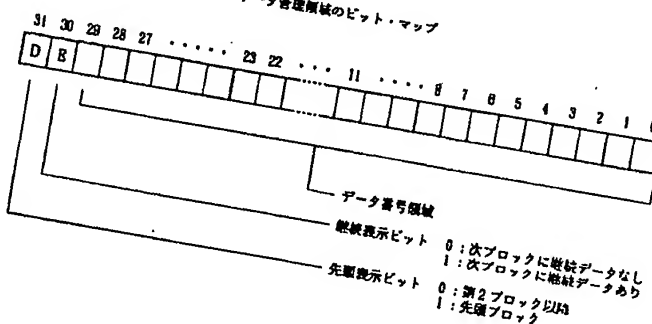 タ管理領域のビット・マップ
31 30 29 28 27 ・・・・・ 23 22 ・・・ 11 ・・・・ 8 7 6 5 4 3 2 1
D E
データ番号領域
継続表示ビット 0:次ブロックに継続データなし
1:次ブロックに継続データあり
先頭表示ビット 0:第2ブロック以降
1:先頭ブロック